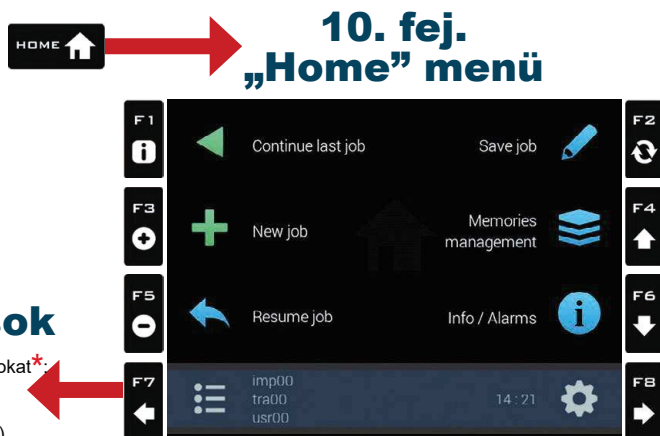 HOME
10. fej.
„Home” menü
F1
Continue last job
Save job
F2
F3
New job
Memories
management
F4
F5
Resume job
Info / Alarms
F6
ok
okat*:
F7
imp00
tra00
usr00
14:21
F8
)